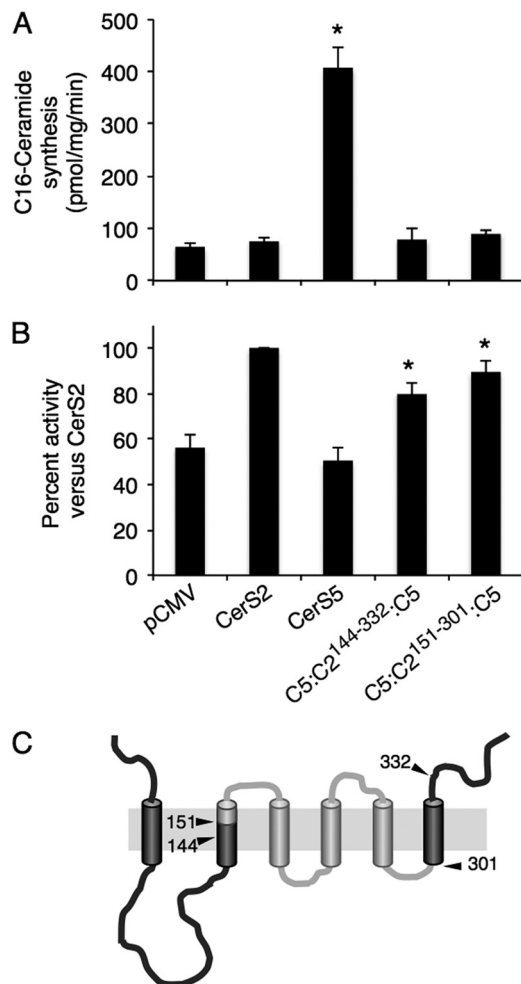 A
C16-Ceramide
synthesis
(pmol/mg/min)
500
400
300
200
100
0
*
B
Percent activity
versus CerS2
100
80
60
40
20
0
*
*
pCMV
CerS2
CerS5
C5:C2144-332:C5
C5:C2151-301:C5
C
332
151
144
301